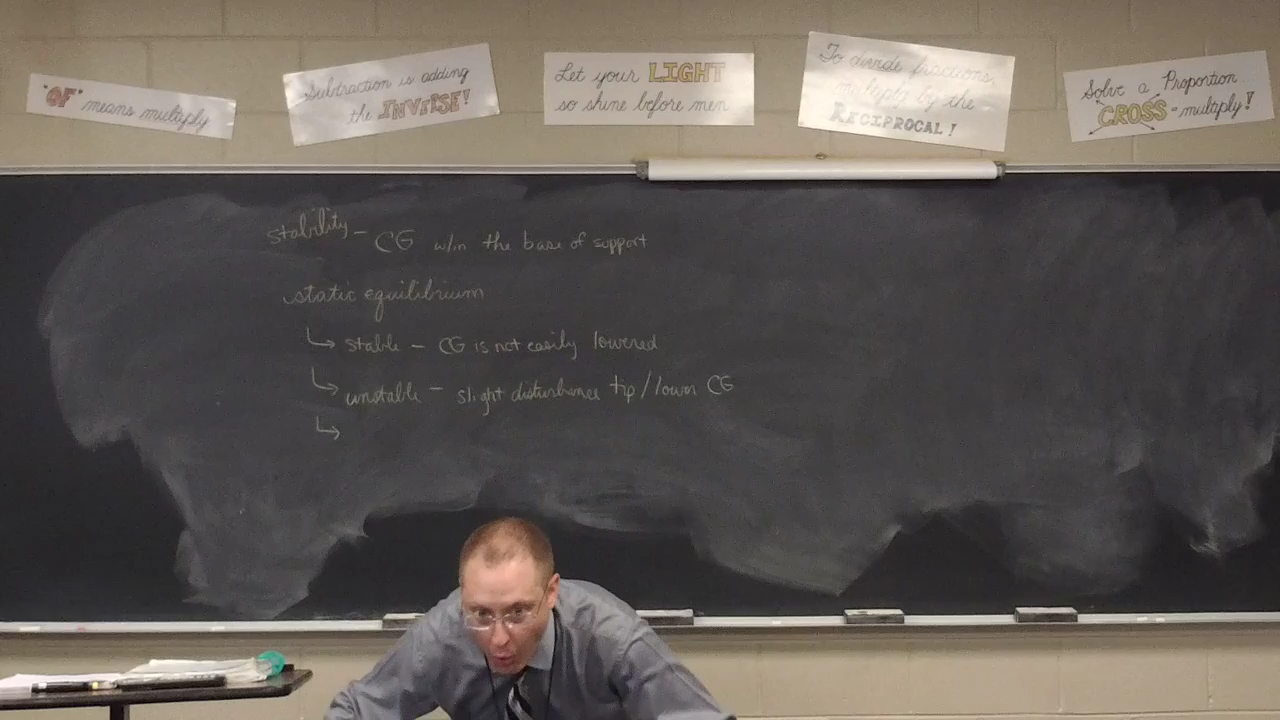 "OF" means multiply
Subtraction is adding
the INVERSE!
Let your LIGHT
so shine before men
To divide fractions,
multiply by the
RECIPROCAL!
Solve a Proportion...
CROSS-multiply!
stability - CG w/in the base of support
static equilibrium
↳ stable - CG is not easily lowered
↳ unstable - slight disturbance tip/lower CG
↳